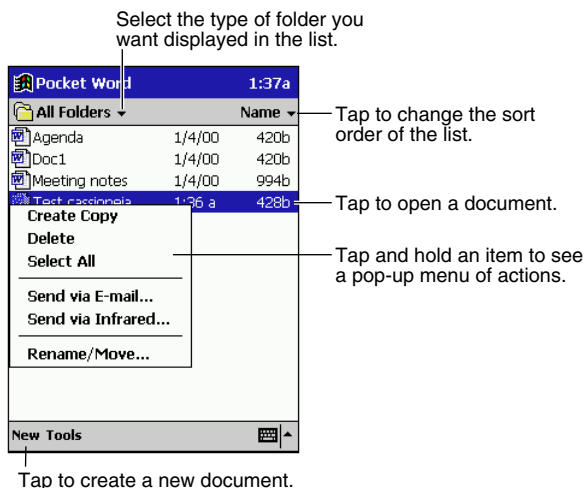 Select the type of folder you
want displayed in the list.
Pocket Word 1:37a
All Folders Name
Tap to change the sort
order of the list.
Agenda 1/4/00 420b
Doc1 1/4/00 420b
Meeting notes 1/4/00 994b
Test cassiopeia 1:36 a 428b
Tap to open a document.
Create Copy
Delete
Select All
Tap and hold an item to see
a pop-up menu of actions.
Send via E-mail...
Send via Infrared...
Rename/Move...
New Tools
Tap to create a new document.